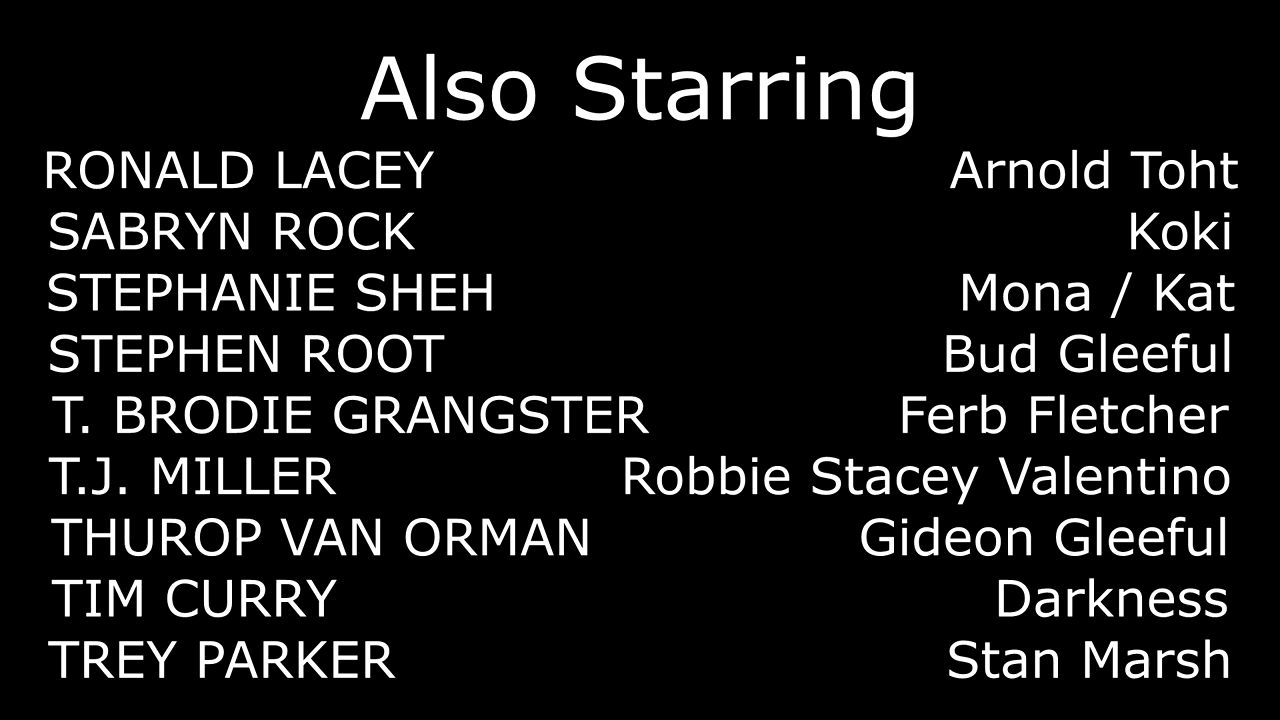 Also Starring
RONALD LACEY Arnold Toht
SABRYN ROCK Koki
STEPHANIE SHEH Mona / Kat
STEPHEN ROOT Bud Gleeful
T. BRODIE GRANGSTER Ferb Fletcher
T.J. MILLER Robbie Stacey Valentino
THUROP VAN ORMAN Gideon Gleeful
TIM CURRY Darkness
TREY PARKER Stan Marsh